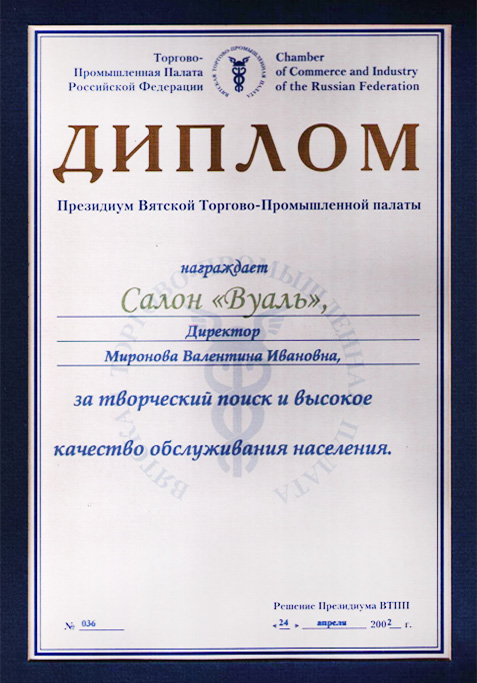 Торгово-
Промышленная Палата
Российской Федерации
ВЯТСКАЯ ТОРГОВО-ПРОМЫШЛЕННАЯ ПАЛАТА
Chamber
of Commerce and Industry
of the Russian Federation
ДИПЛОМ
Президиум Вятской Торгово-Промышленной палаты
награждает
Салон «Вуаль»,
Директор
Миронова Валентина Ивановна,
за творческий поиск и высокое
качество обслуживания населения.
ВЯТСКА ТОРГОВО-ПРОМЫШЛЕННА ПАЛАТА
Решение Президиума ВТПП
№ 036
«24» апреля 2002 г.